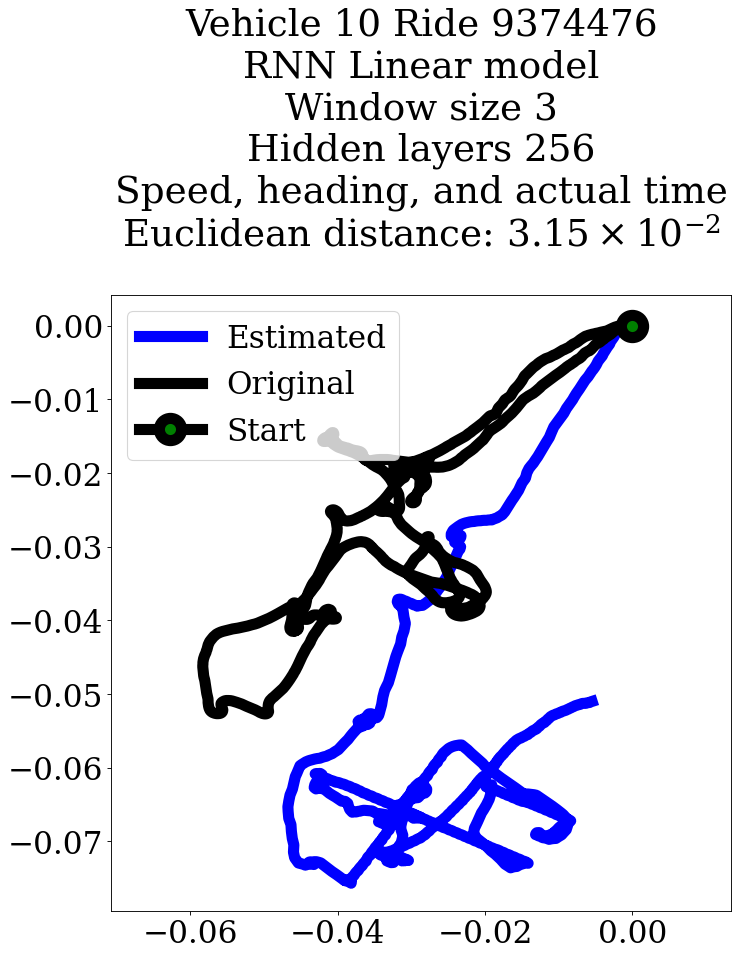 Vehicle 10 Ride 9374476
RNN Linear model
Window size 3
Hidden layers 256
Speed, heading, and actual time
Euclidean distance: 3.15 × 10⁻²
Estimated
Original
Start
0.00
−0.01
−0.02
−0.03
−0.04
−0.05
−0.06
−0.07
−0.06 −0.04 −0.02 0.00